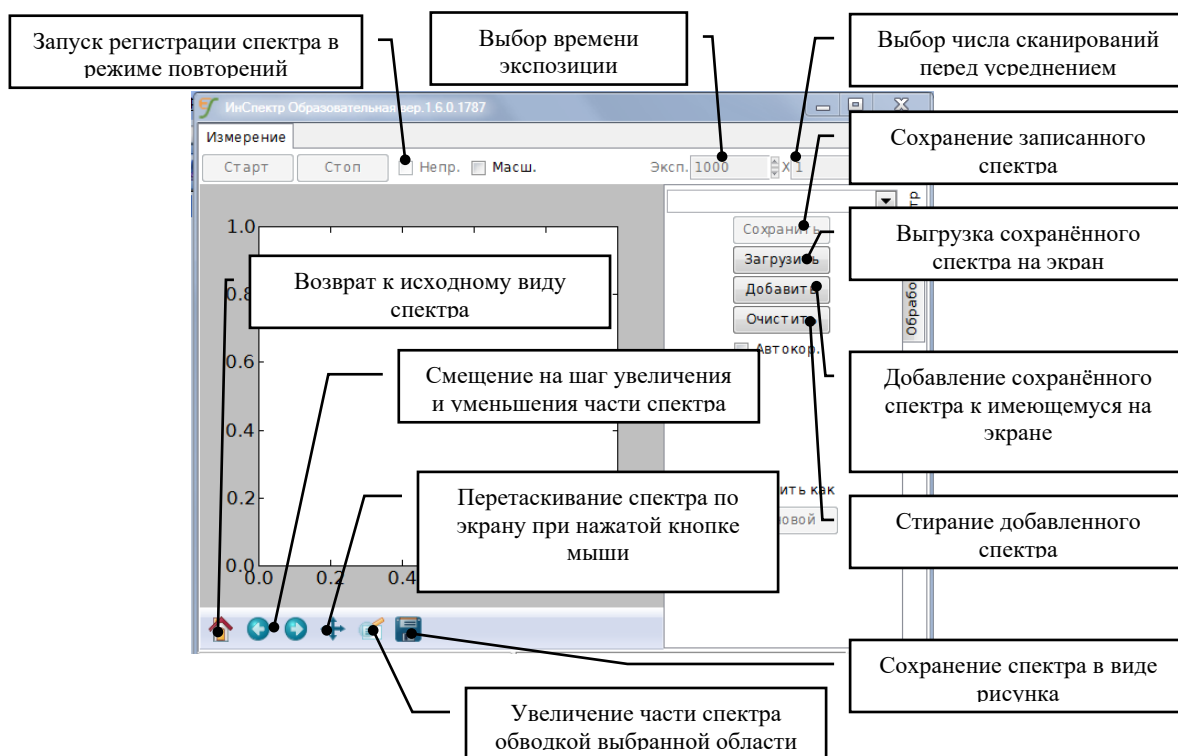 Запуск регистрации спектра в
режиме повторений
Выбор времени
экспозиции
Выбор числа сканирований
перед усреднением
ИнСпектр Образовательная вер.1.6.0.1787
Измерение
Старт
Стоп
Непр.
Масш.
Эксп. 1000
X 1
Сохранение записанного
спектра
Сохранить
Загрузить
Добавить
Очистить
Автокор.
Выгрузка сохранённого
спектра на экран
Возврат к исходному виду
спектра
Смещение на шаг увеличения
и уменьшения части спектра
Добавление сохранённого
спектра к имеющемуся на
экране
Перетаскивание спектра по
экрану при нажатой кнопке
мыши
как
Стирание добавленного
спектра
1.0
0.8
0.6
0.4
0.2
0.0
0.0
0.2
0.4
Сохранение спектра в виде
рисунка
Увеличение части спектра
обводкой выбранной области